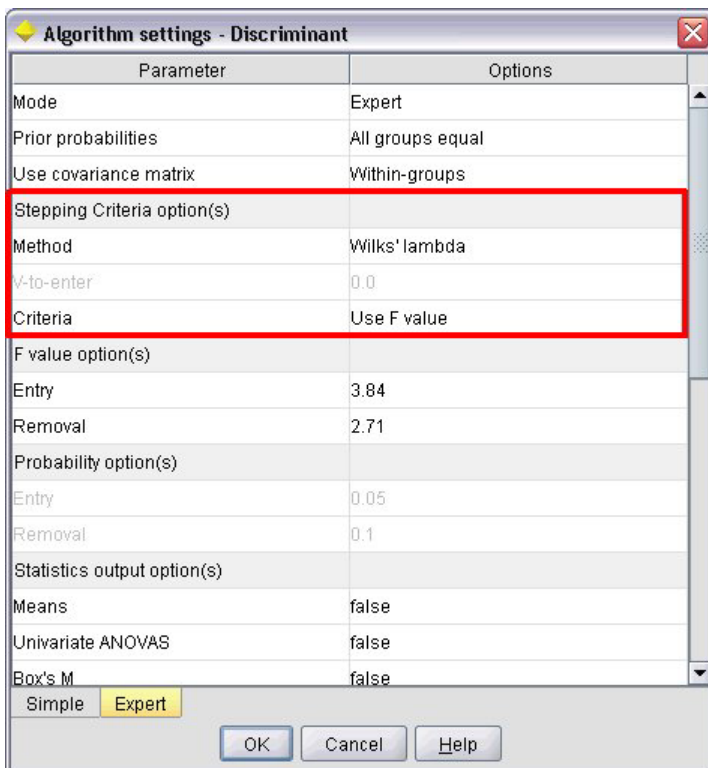 Algorithm settings - Discriminant
Parameter Options
Mode Expert
Prior probabilities All groups equal
Use covariance matrix Within-groups
Stepping Criteria option(s)
Method Wilks' lambda
V-to-enter 0.0
Criteria Use F value
F value option(s)
Entry 3.84
Removal 2.71
Probability option(s)
Entry 0.05
Removal 0.1
Statistics output option(s)
Means false
Univariate ANOVAS false
Box's M false
Simple Expert
OK Cancel Help